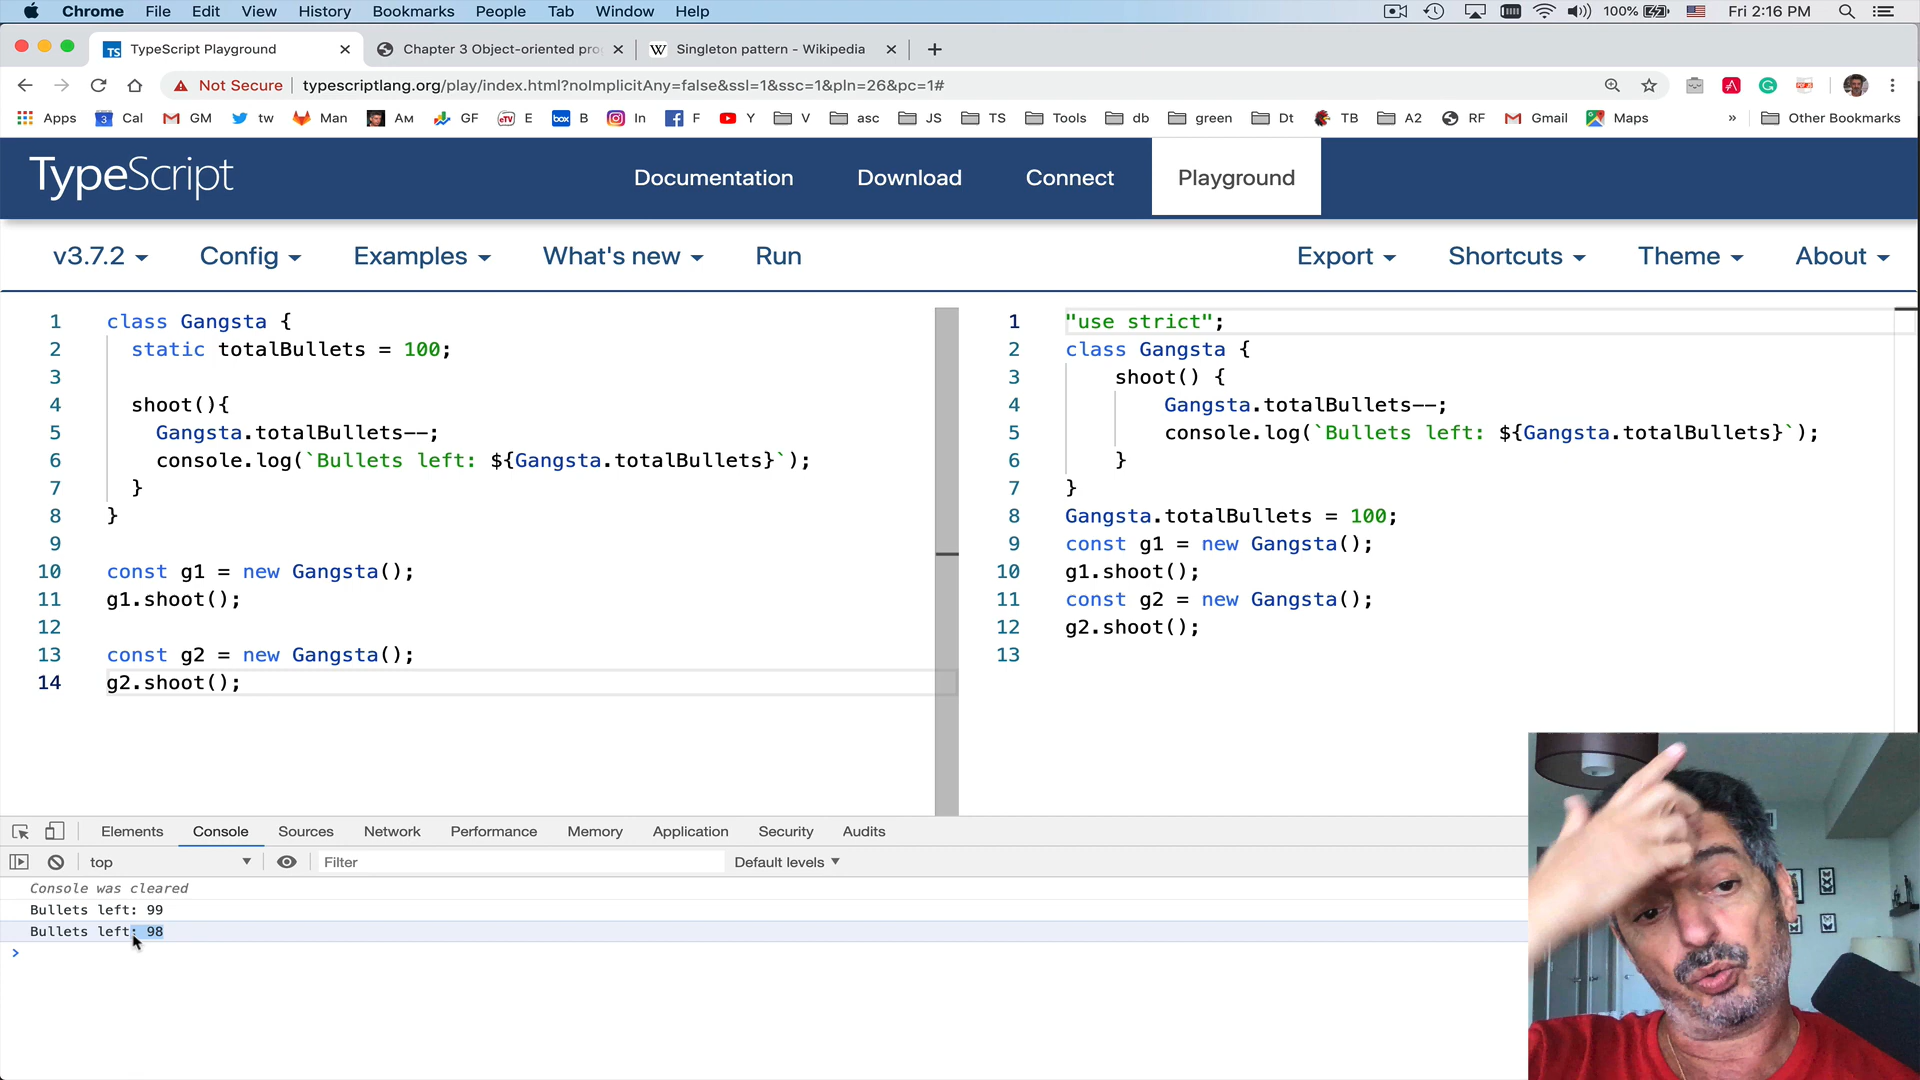 Chrome File Edit View History Bookmarks People Tab Window Help 100% Fri 2:16 PM
TS TypeScript Playground Chapter 3 Object-oriented pro W Singleton pattern - Wikipedia
Not Secure typescriptlang.org/play/index.html?noImplicitAny=false&ssl=1&ssc=1&pln=26&pc=1#
Apps 3 Cal GM tw Man Ам GF eTV E box B In F Y V asc JS TS Tools db green Dt TB A2 RF Gmail Maps » Other Bookmarks
TypeScript Documentation Download Connect Playground
v3.7.2 Config Examples What's new Run Export Shortcuts Theme About
1 class Gangsta {
2 static totalBullets = 100;
3
4 shoot(){
5 Gangsta.totalBullets--;
6 console.log(`Bullets left: ${Gangsta.totalBullets}`);
7 }
8 }
9
10 const g1 = new Gangsta();
11 g1.shoot();
12
13 const g2 = new Gangsta();
14 g2.shoot();
1 "use strict";
2 class Gangsta {
3 shoot() {
4 Gangsta.totalBullets--;
5 console.log(`Bullets left: ${Gangsta.totalBullets}`);
6 }
7 }
8 Gangsta.totalBullets = 100;
9 const g1 = new Gangsta();
10 g1.shoot();
11 const g2 = new Gangsta();
12 g2.shoot();
13
Elements Console Sources Network Performance Memory Application Security Audits
top Filter Default levels
Console was cleared
Bullets left: 99
Bullets left: 98
>